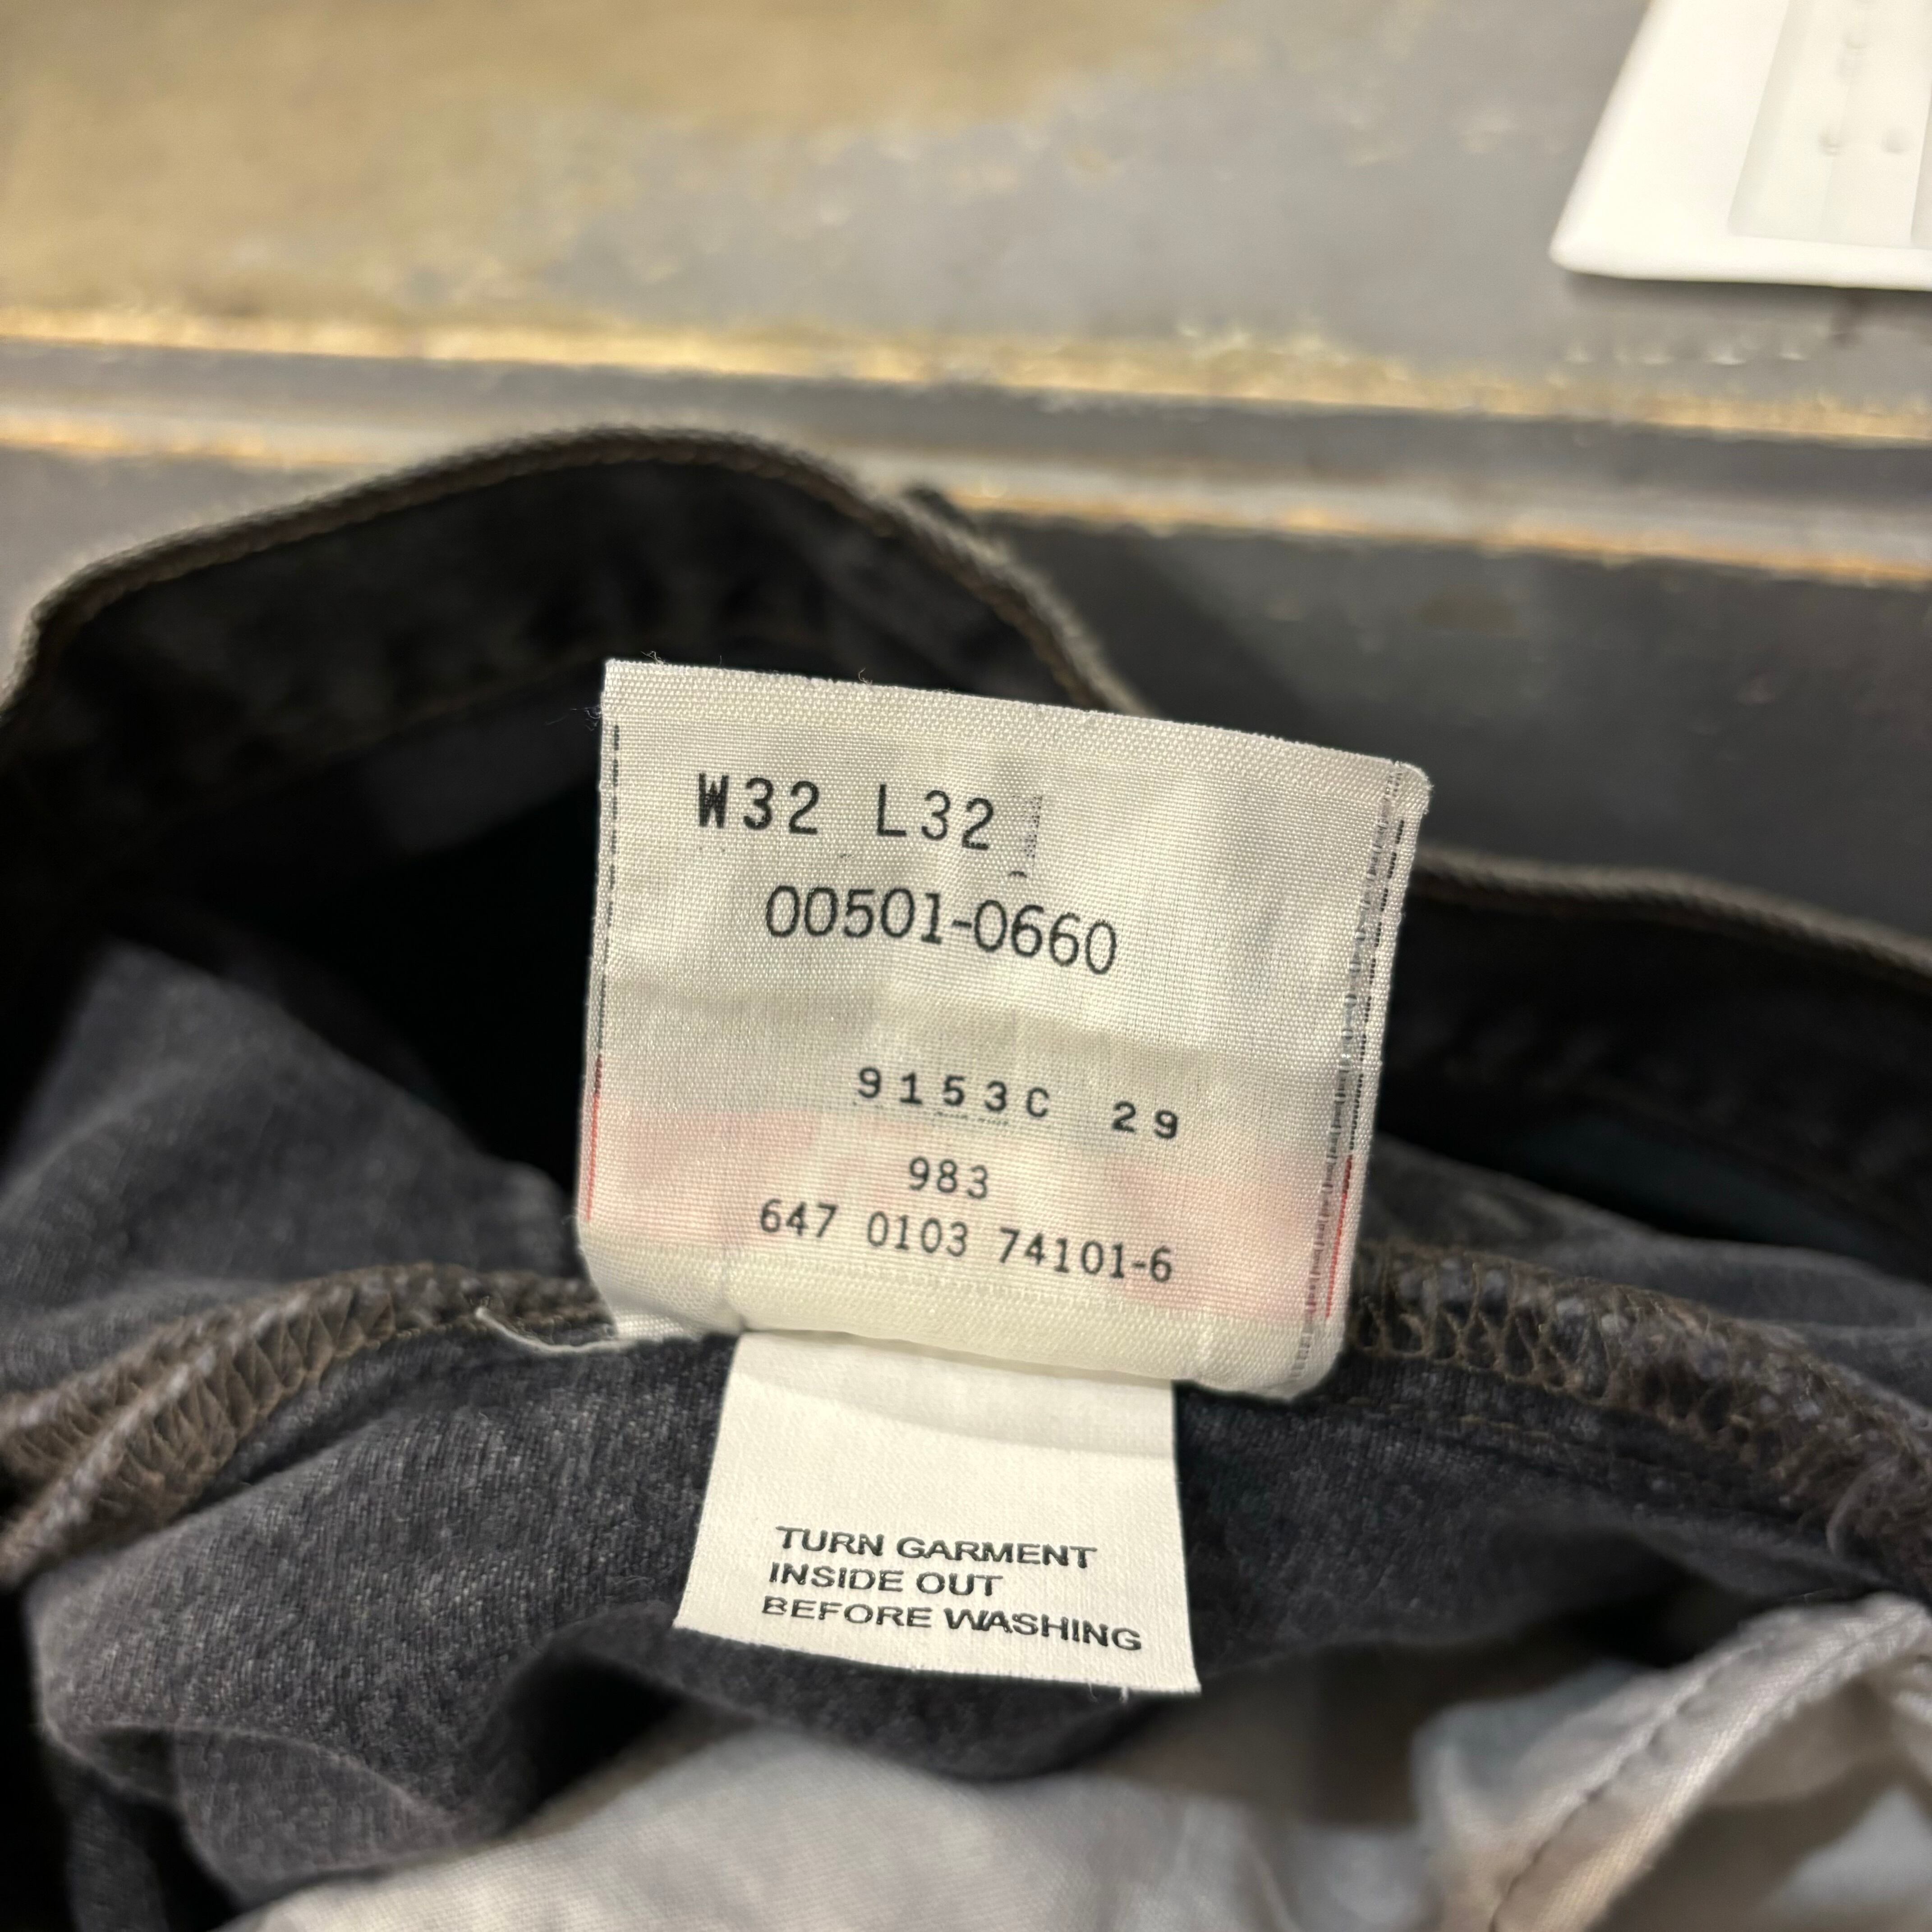 W32 L32
00501-0660
9153C 29
983
647 0103 74101-6
TURN GARMENT
INSIDE OUT
BEFORE WASHING